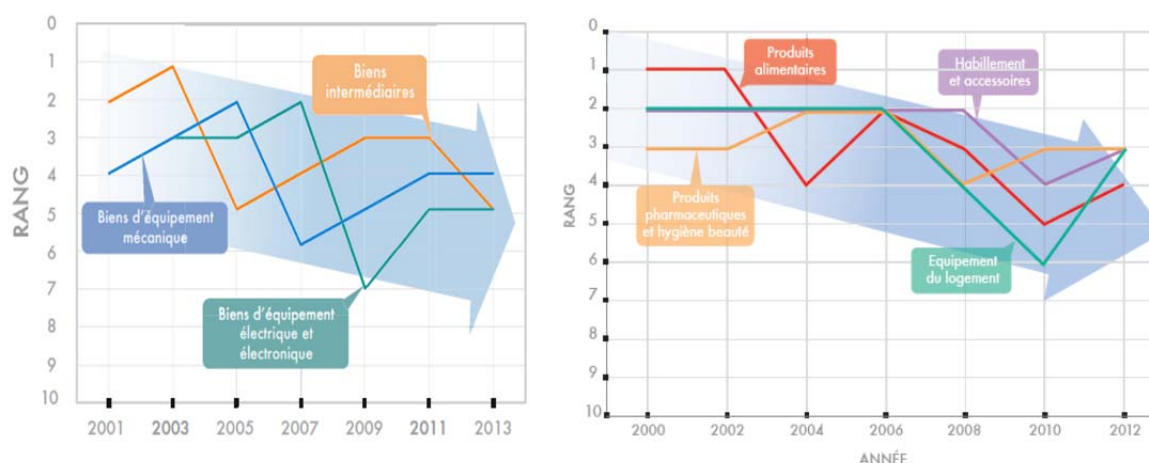 0
1
2
3
4
5
6
7
8
9
10
RANG
Biens
intermédiaires
Biens d'équipement
mécanique
Biens d'équipement
électrique et
électronique
2001
2003
2005
2007
2009
2011
2013
0
1
2
3
4
5
6
7
8
9
10
RANG
Produits
alimentaires
Habillement
et accessoires
Produits
pharmaceutiques
et hygiène beauté
Equipement
du logement
2000
2002
2004
2006
2008
2010
2012
ANNÉE